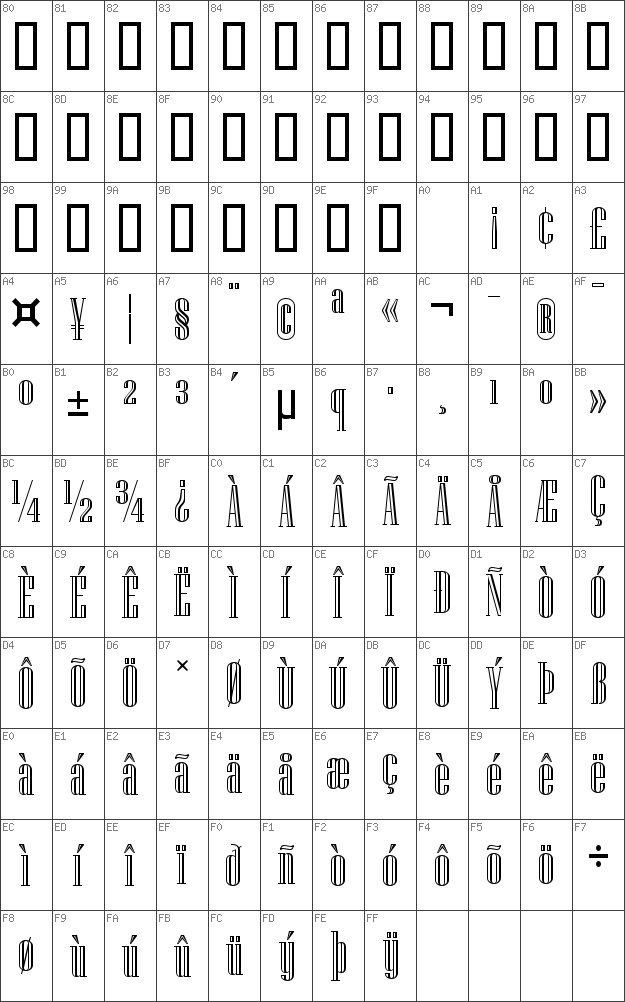 80 81 82 83 84 85 86 87 88 89 8A 8B
8C 8D 8E 8F 90 91 92 93 94 95 96 97
98 99 9A 9B 9C 9D 9E 9F A0 A1 A2 A3
¡ ¢ £
A4 A5 A6 A7 A8 A9 AA AB AC AD AE AF
¤ ¥ ¦ § ¨ © ª « ¬ - ® ¯
B0 B1 B2 B3 B4 B5 B6 B7 B8 B9 BA BB
º ± ² ³ ´ µ ¶ · ¸ ¹ º »
BC BD BE BF C0 C1 C2 C3 C4 C5 C6 C7
¼ ½ ¾ ¿ À Á Â Ã Ä Å Æ Ç
C8 C9 CA CB CC CD CE CF D0 D1 D2 D3
È É Ê Ë Ì Í Î Ï Ð Ñ Ò Ó
D4 D5 D6 D7 D8 D9 DA DB DC DD DE DF
Ô Õ Ö × Ø Ù Ú Û Ü Ý Þ ß
E0 E1 E2 E3 E4 E5 E6 E7 E8 E9 EA EB
à á â ã ä å æ ç è é ê ë
EC ED EE EF F0 F1 F2 F3 F4 F5 F6 F7
ì í î ï ð ñ ò ó ô õ ö ÷
F8 F9 FA FB FC FD FE FF
ø ù ú û ü ý þ ÿ